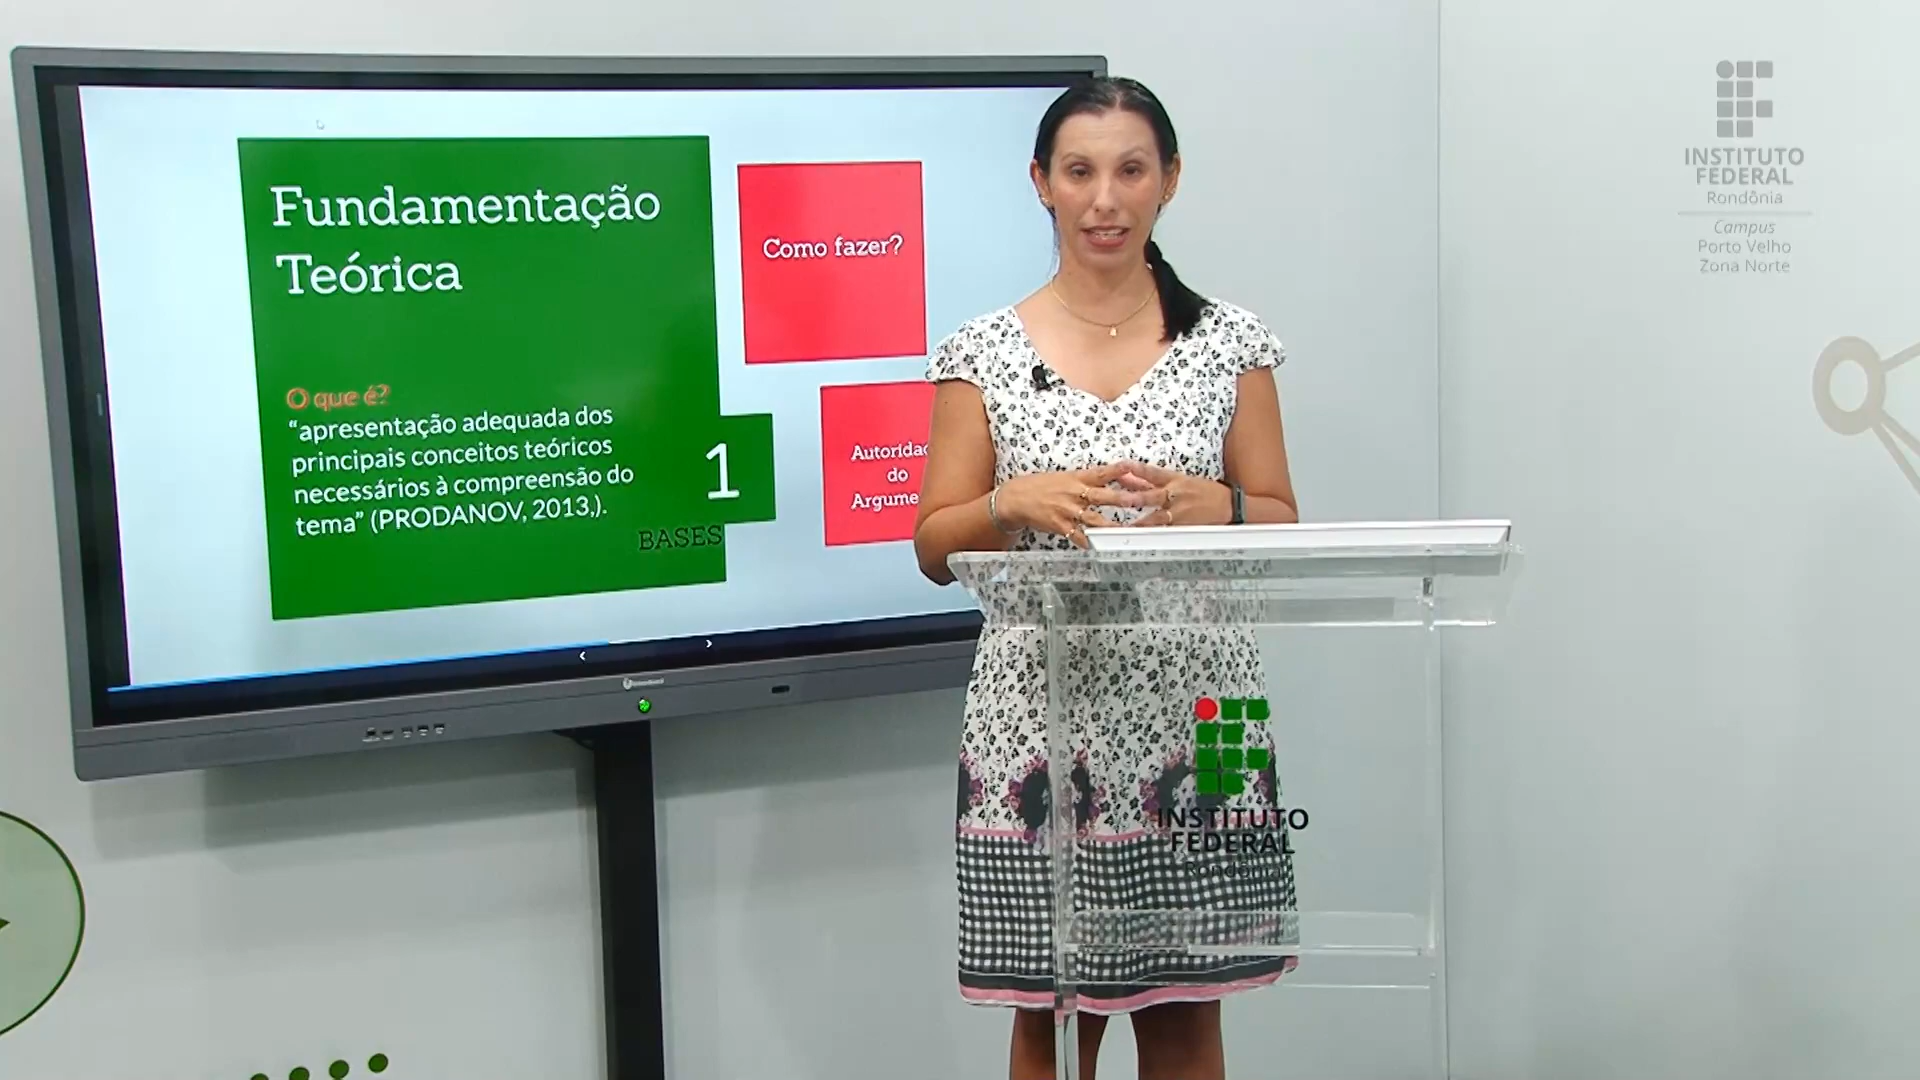 Fundamentação
Teórica
O que é?
“apresentação adequada dos
principais conceitos teóricos
necessários à compreensão do
tema” (PRODANOV, 2013,).
1
BASES
Como fazer?
do
INSTITUTO
FEDERAL
Rondônia
Campus
Porto Velho
Zona Norte
INSTITUTO
FEDERAL
Rondônia